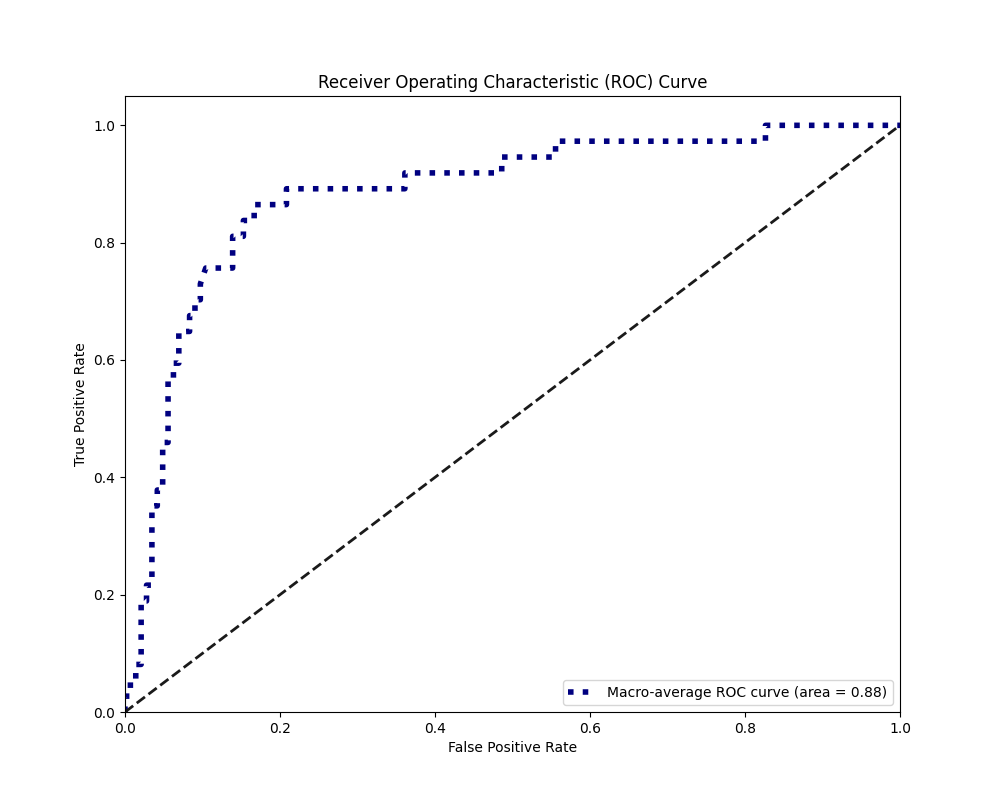 Receiver Operating Characteristic (ROC) Curve
1.0
0.8
0.6
0.4
0.2
0.0
True Positive Rate
Macro-average ROC curve (area = 0.88)
0.0 0.2 0.4 0.6 0.8 1.0
False Positive Rate